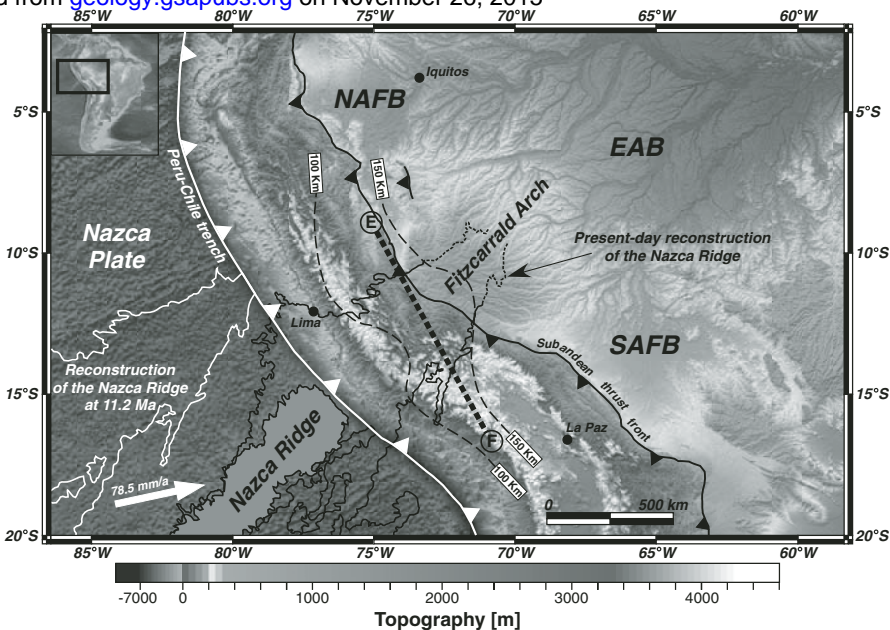 d from geology.gsapubs.org on November 26, 2015
85°W 80°W 75°W 70°W 65°W 60°W
Iquitos
NAFB
5°S 5°S
EAB
Peru-Chile trench
100 Km
150 Km
E
Fitzcarrald Arch
Nazca
Plate
10°S 10°S
Present-day reconstruction
of the Nazca Ridge
Lima
Subandean thrust front
SAFB
Reconstruction
of the Nazca Ridge
at 11.2 Ma
15°S 15°S
Nazca Ridge
La Paz
F
150 Km
100 Km
78.5 mm/a
0 500 km
20°S 20°S
85°W 80°W 75°W 70°W 65°W 60°W
-7000 0 1000 2000 3000 4000
Topography [m]